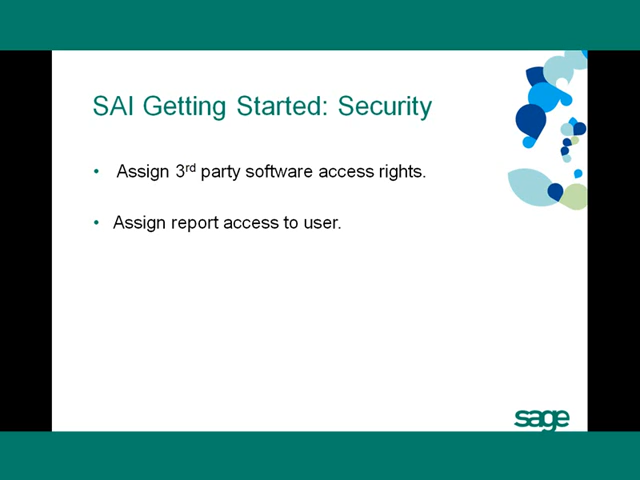 SAI Getting Started: Security
• Assign 3rd party software access rights.
• Assign report access to user.
sage